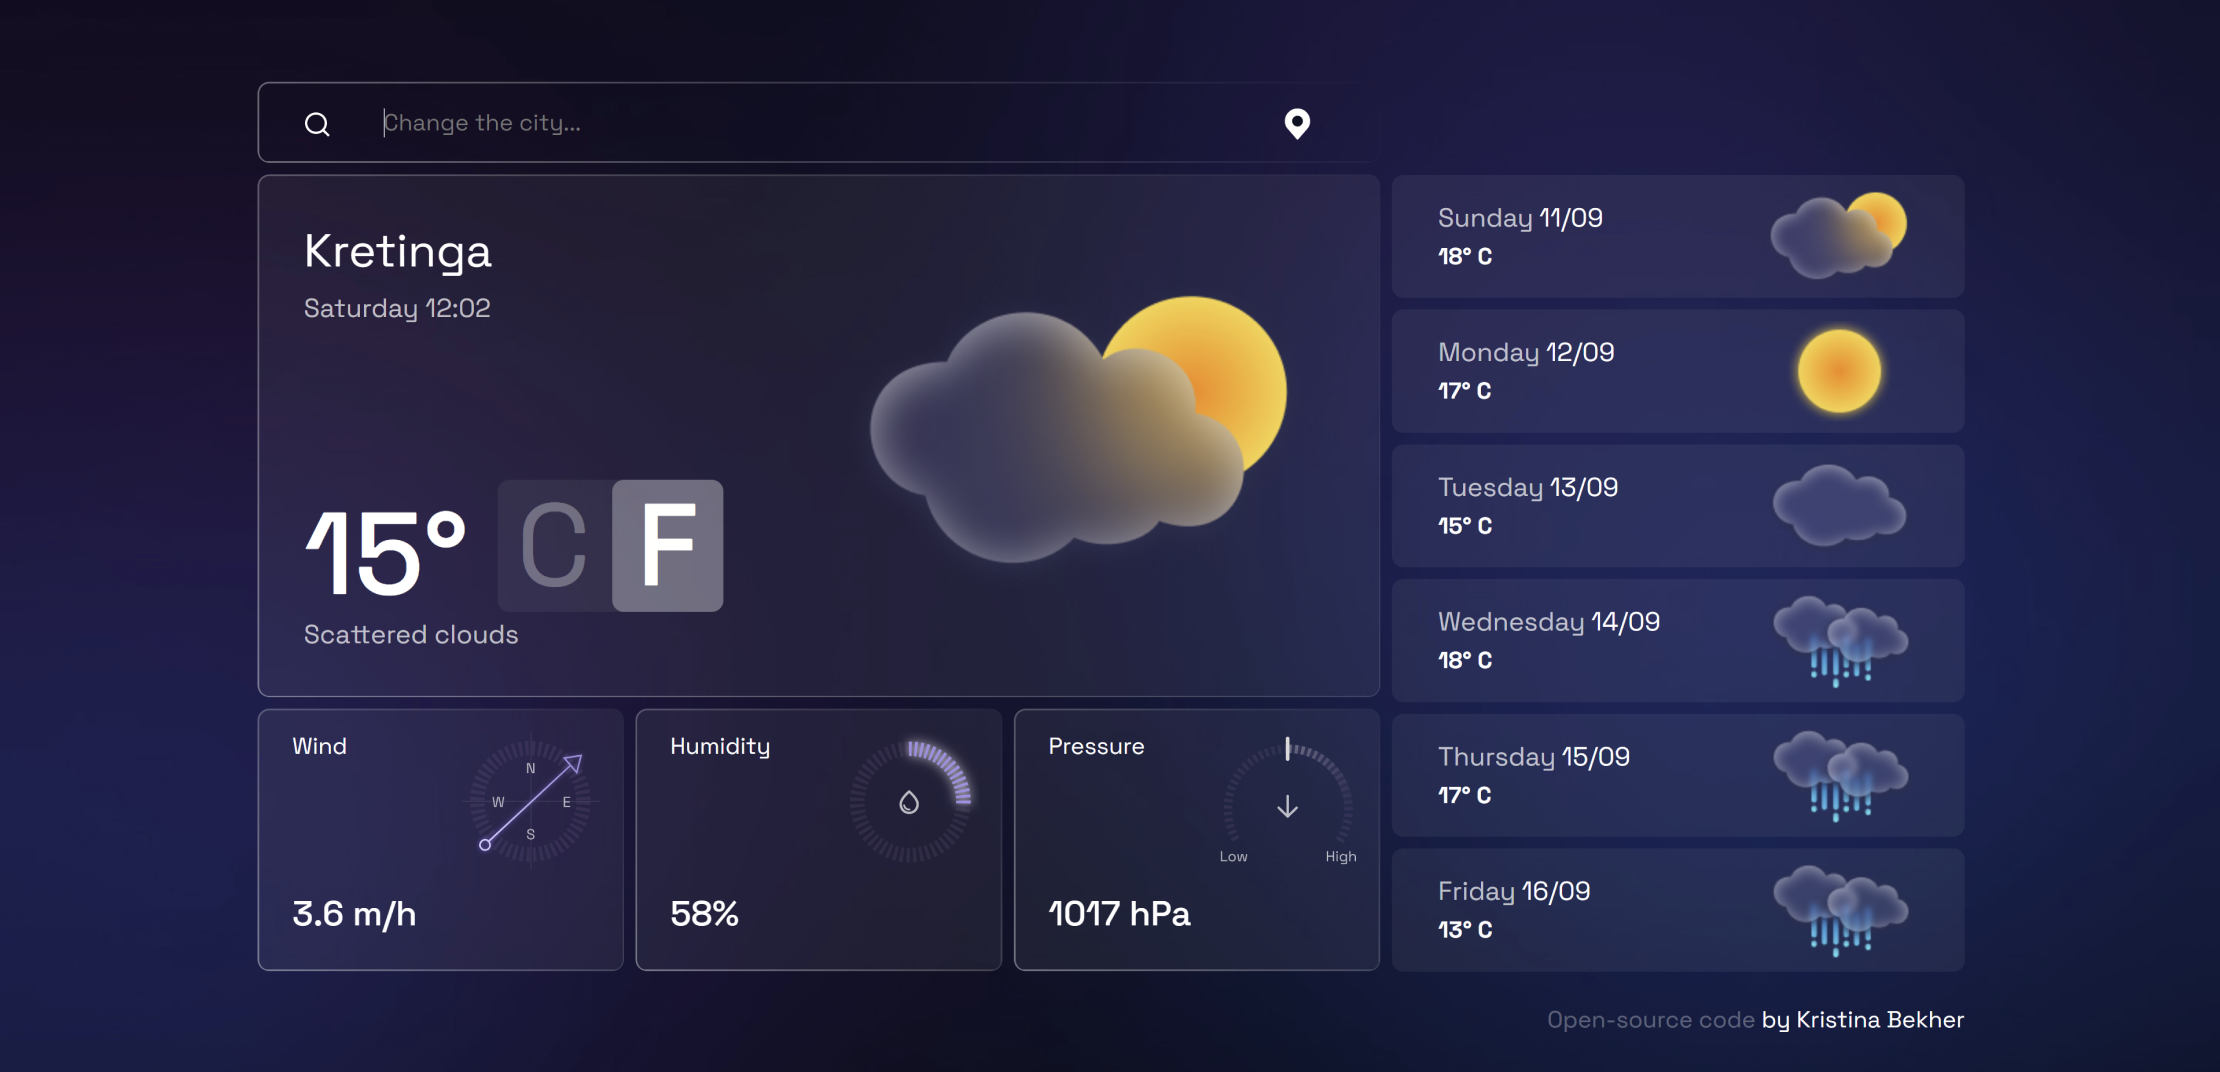 Change the city...
Kretinga
Saturday 12:02
15° C F
Scattered clouds
Wind
N
W E
S
3.6 m/h
Humidity
58%
Pressure
Low High
1017 hPa
Sunday 11/09
18° C
Monday 12/09
17° C
Tuesday 13/09
15° C
Wednesday 14/09
18° C
Thursday 15/09
17° C
Friday 16/09
13° C
Open-source code by Kristina Bekher